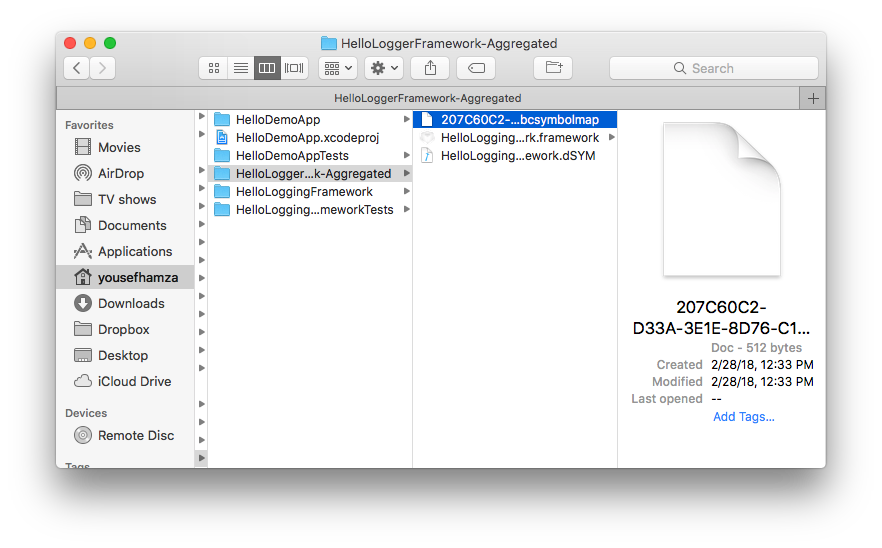 HelloLoggerFramework-Aggregated
Search
HelloLoggerFramework-Aggregated
Favorites
Movies
AirDrop
TV shows
Documents
Applications
yousefhamza
Downloads
Dropbox
Desktop
iCloud Drive
Devices
Remote Disc
Tags
HelloDemoApp
HelloDemoApp.xcodeproj
HelloDemoAppTests
HelloLogger...k-Aggregated
HelloLoggingFramework
HelloLogging...meworkTests
207C60C2-...bcsymbolmap
HelloLogging...rk.framework
HelloLogging...ework.dSYM
207C60C2-
D33A-3E1E-8D76-C1...
Doc - 512 bytes
Created 2/28/18, 12:33 PM
Modified 2/28/18, 12:33 PM
Last opened --
Add Tags...